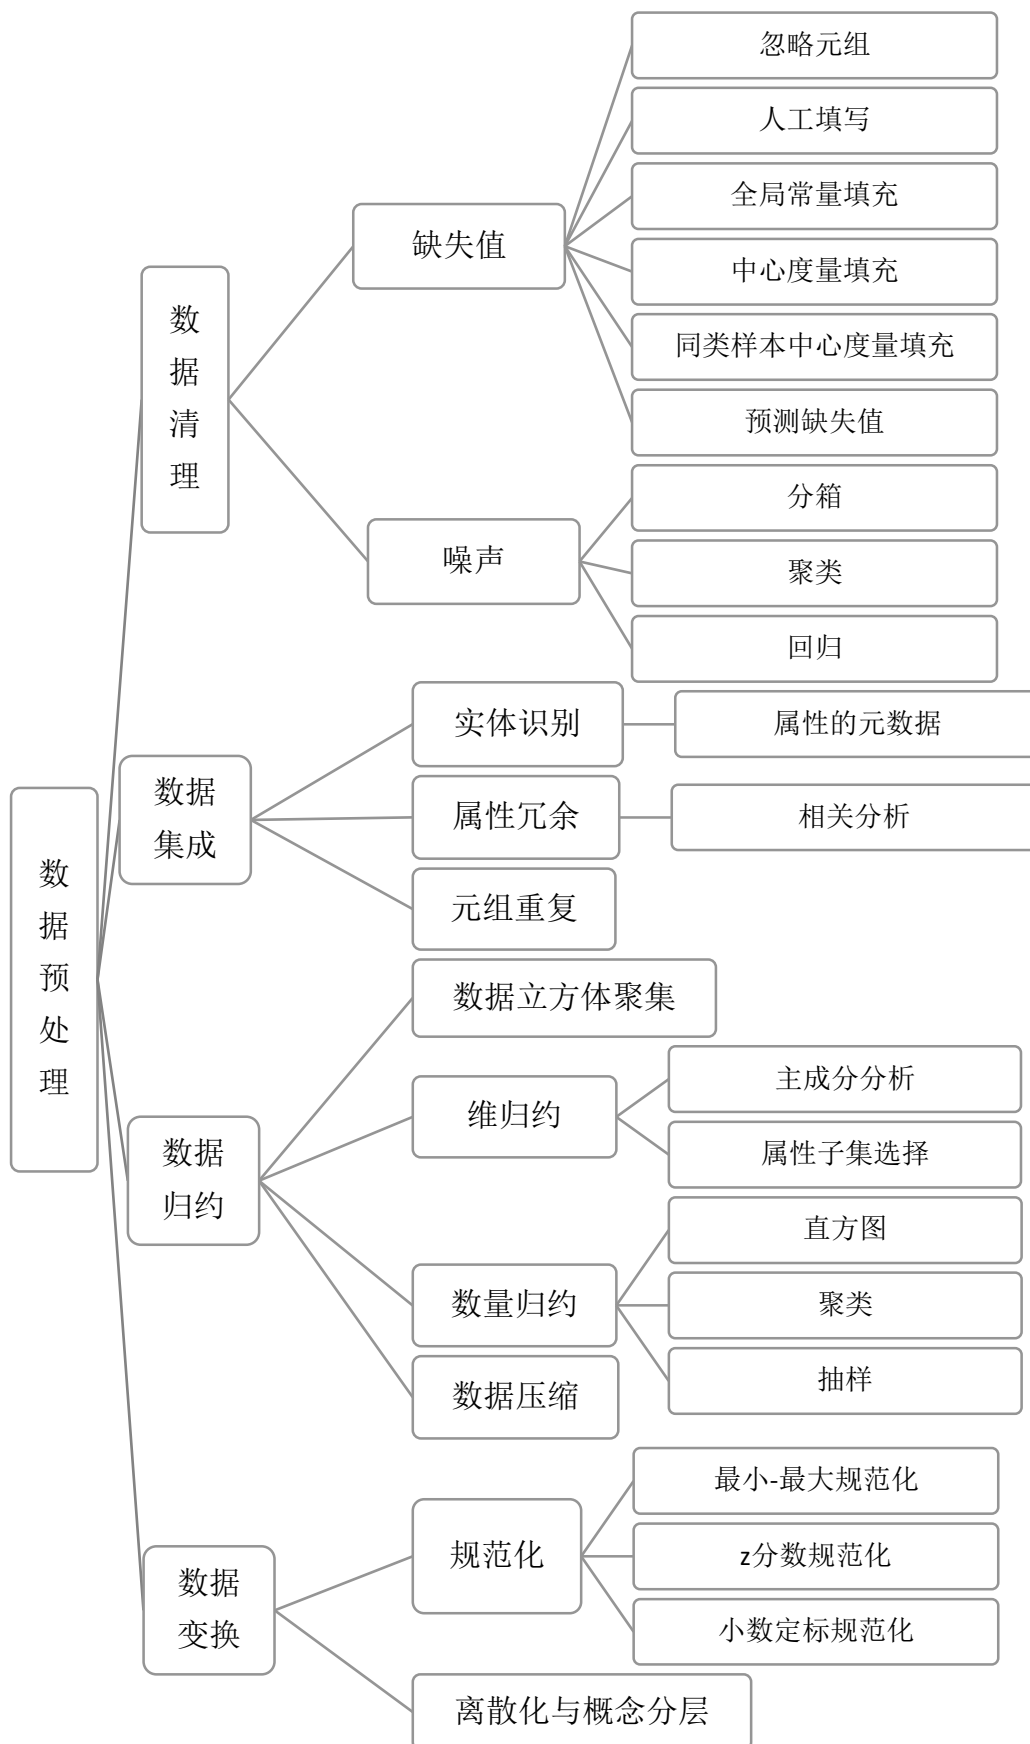 数据预处理
数据清理
缺失值
忽略元组
人工填写
全局常量填充
中心度量填充
同类样本中心度量填充
预测缺失值
噪声
分箱
聚类
回归
数据
集成
实体识别
属性的元数据
属性冗余
相关分析
元组重复
数据
归约
数据立方体聚集
维归约
主成分分析
属性子集选择
数量归约
直方图
聚类
抽样
数据压缩
数据
变换
规范化
最小-最大规范化
z分数规范化
小数定标规范化
离散化与概念分层